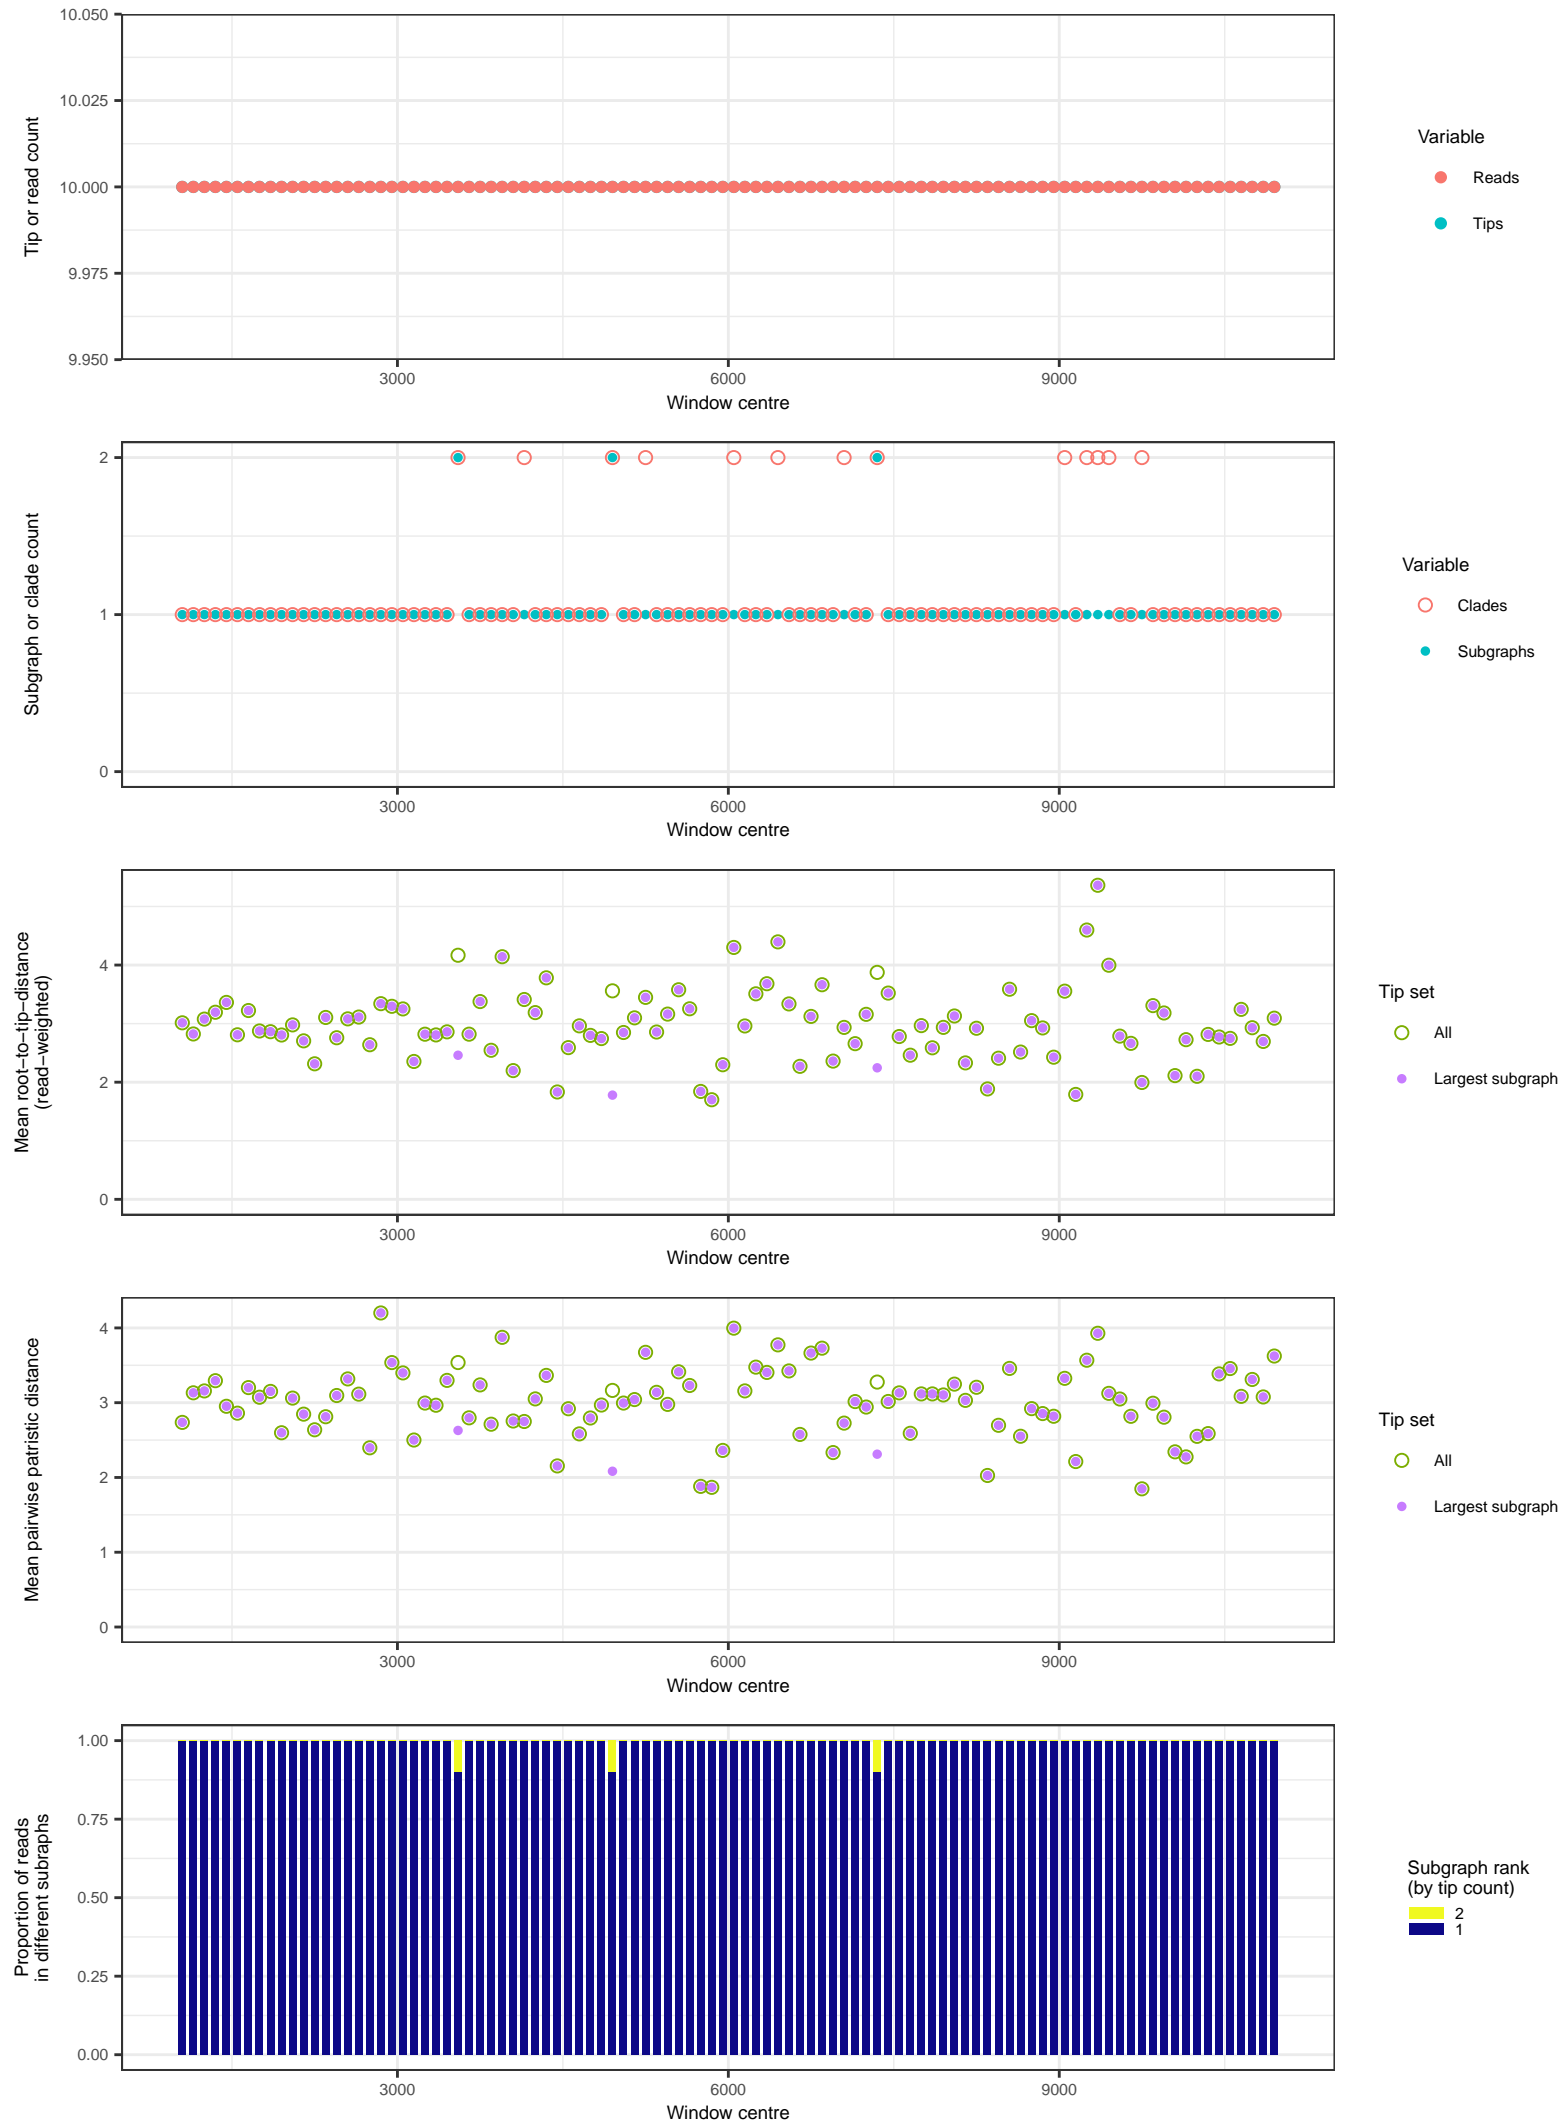 10.050
10.025
10.000
9.975
9.950
Tip or read count
3000 6000 9000
Window centre
Variable
Reads
Tips
2
1
0
Subgraph or clade count
3000 6000 9000
Window centre
Variable
Clades
Subgraphs
4
2
0
Mean root−to−tip−distance
(read−weighted)
3000 6000 9000
Window centre
Tip set
All
Largest subgraph
4
3
2
1
0
Mean pairwise patristic distance
3000 6000 9000
Window centre
Tip set
All
Largest subgraph
1.00
0.75
0.50
0.25
0.00
Proportion of reads
in different subraphs
3000 6000 9000
Window centre
Subgraph rank
(by tip count)
2
1